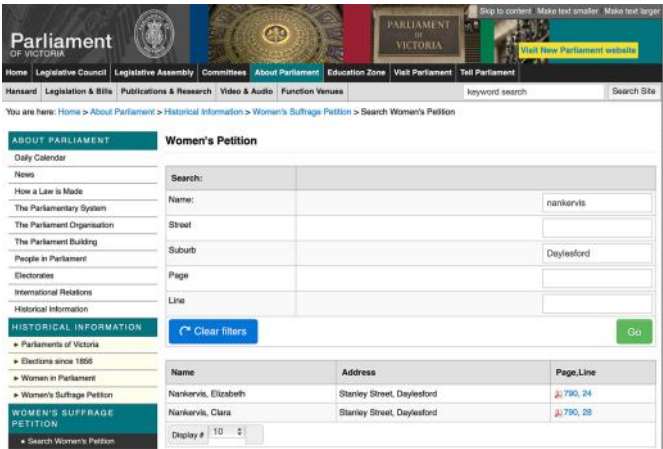 Skip to content Make text smaller Make text larger
Parliament
OF VICTORIA
PARLIAMENT
OF
VICTORIA
Visit New Parliament website
Home Legislative Council Legislative Assembly Committees About Parliament Education Zone Visit Parliament Tell Parliament
Hansard Legislation & Bills Publications & Research Video & Audio Function Venues keyword search Search Site
You are here: Home > About Parliament > Historical Information > Women's Suffrage Petition > Search Women's Petition
ABOUT PARLIAMENT
Daily Calendar
News
How a Law is Made
The Parliamentary System
The Parliament Organisation
The Parliament Building
People in Parliament
Electorates
International Relations
Historical Information
HISTORICAL INFORMATION
Parliaments of Victoria
Elections since 1856
Women in Parliament
Women's Suffrage Petition
WOMEN'S SUFFRAGE
PETITION
Search Women's Petition
Women's Petition
Search:
Name: nankervis
Street
Suburb Daylesford
Page
Line
Clear filters Go
Name Address Page,Line
Nankervis, Elizabeth Stanley Street, Daylesford 790, 24
Nankervis, Clara Stanley Street, Daylesford 790, 28
Display # 10